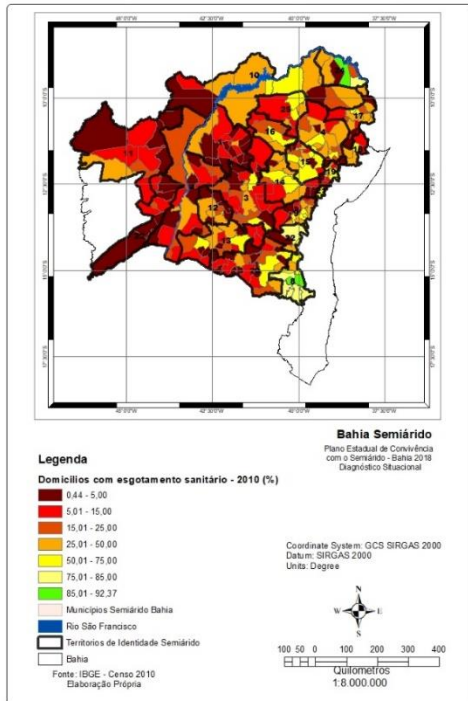 10
16
17
15
3
12
Bahia Semiárido
Plano Estadual de Convivência
com o Semiárido - Bahia 2018
Diagnóstico Situacional
Legenda
Domicílios com esgotamento sanitário - 2010 (%)
0,44 - 5,00
5,01 - 15,00
15,01 - 25,00
25,01 - 50,00
50,01 - 75,00
75,01 - 85,00
85,01 - 92,37
Municípios Semiárido Bahia
Rio São Francisco
Territorios de Identidade Semiárido
Bahia
Fonte: IBGE - Censo 2010
Elaboração Própria
Coordinate System: GCS SIRGAS 2000
Datum: SIRGAS 2000
Units: Degree
N
W
E
S
100 50 0 100 200 300 400
Quilometros
1:8.000.000